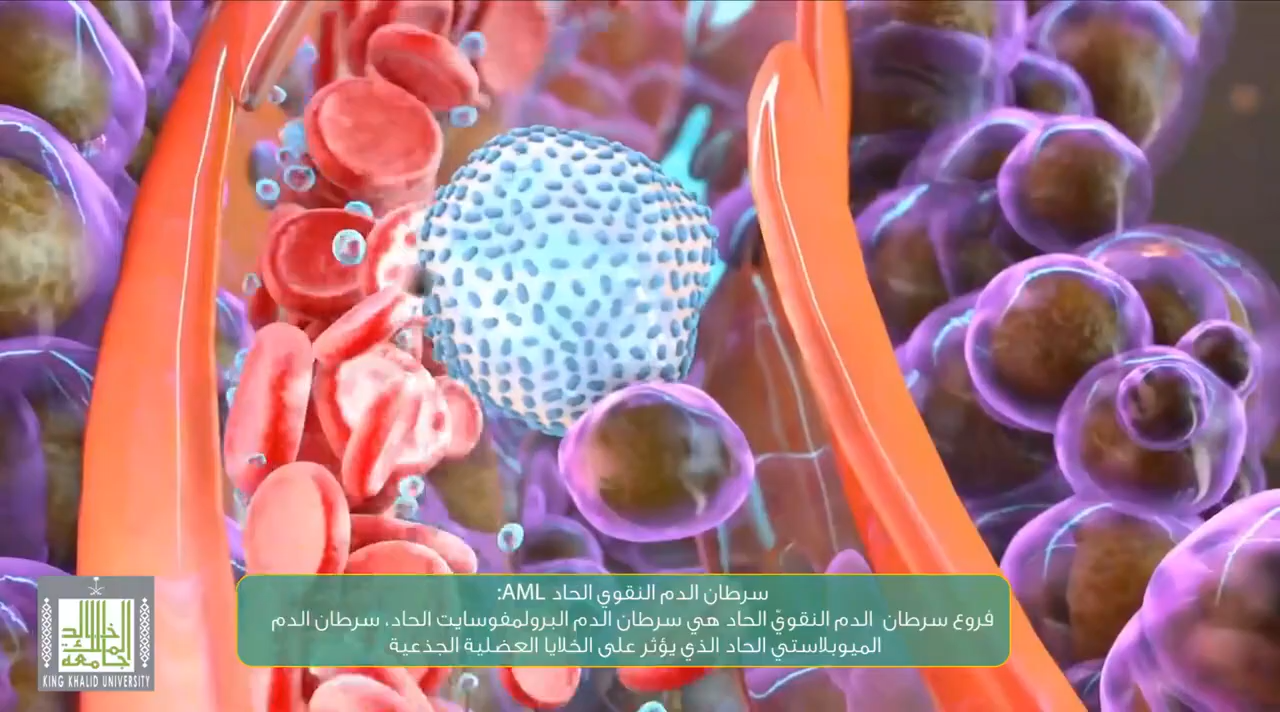 سرطان الدم النقوي الحاد AML:
فروع سرطان الدم النقويّ الحاد هي سرطان الدم البرولمفوسايت الحاد، سرطان الدم
الميوبلاستي الحاد الذي يؤثر على الخلايا العضلية الجذعية
جامعة الملك خالد
KING KHALID UNIVERSITY